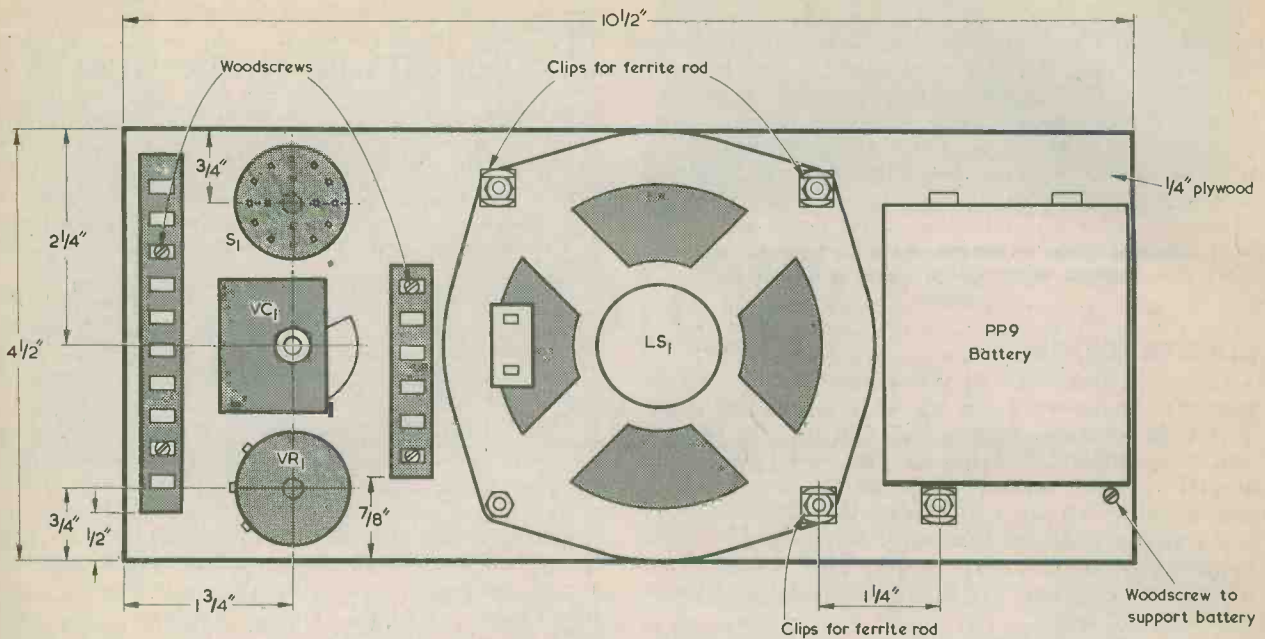 10 1/2"
Woodscrews
Clips for ferrite rod
3/4"
1/4" plywood
2 1/4"
S1
VC1
4 1/2"
LS1
PP9
Battery
VR1
3/4"
1/2"
7/8"
1 3/4"
1 1/4"
Clips for ferrite rod
Woodscrew to
support battery